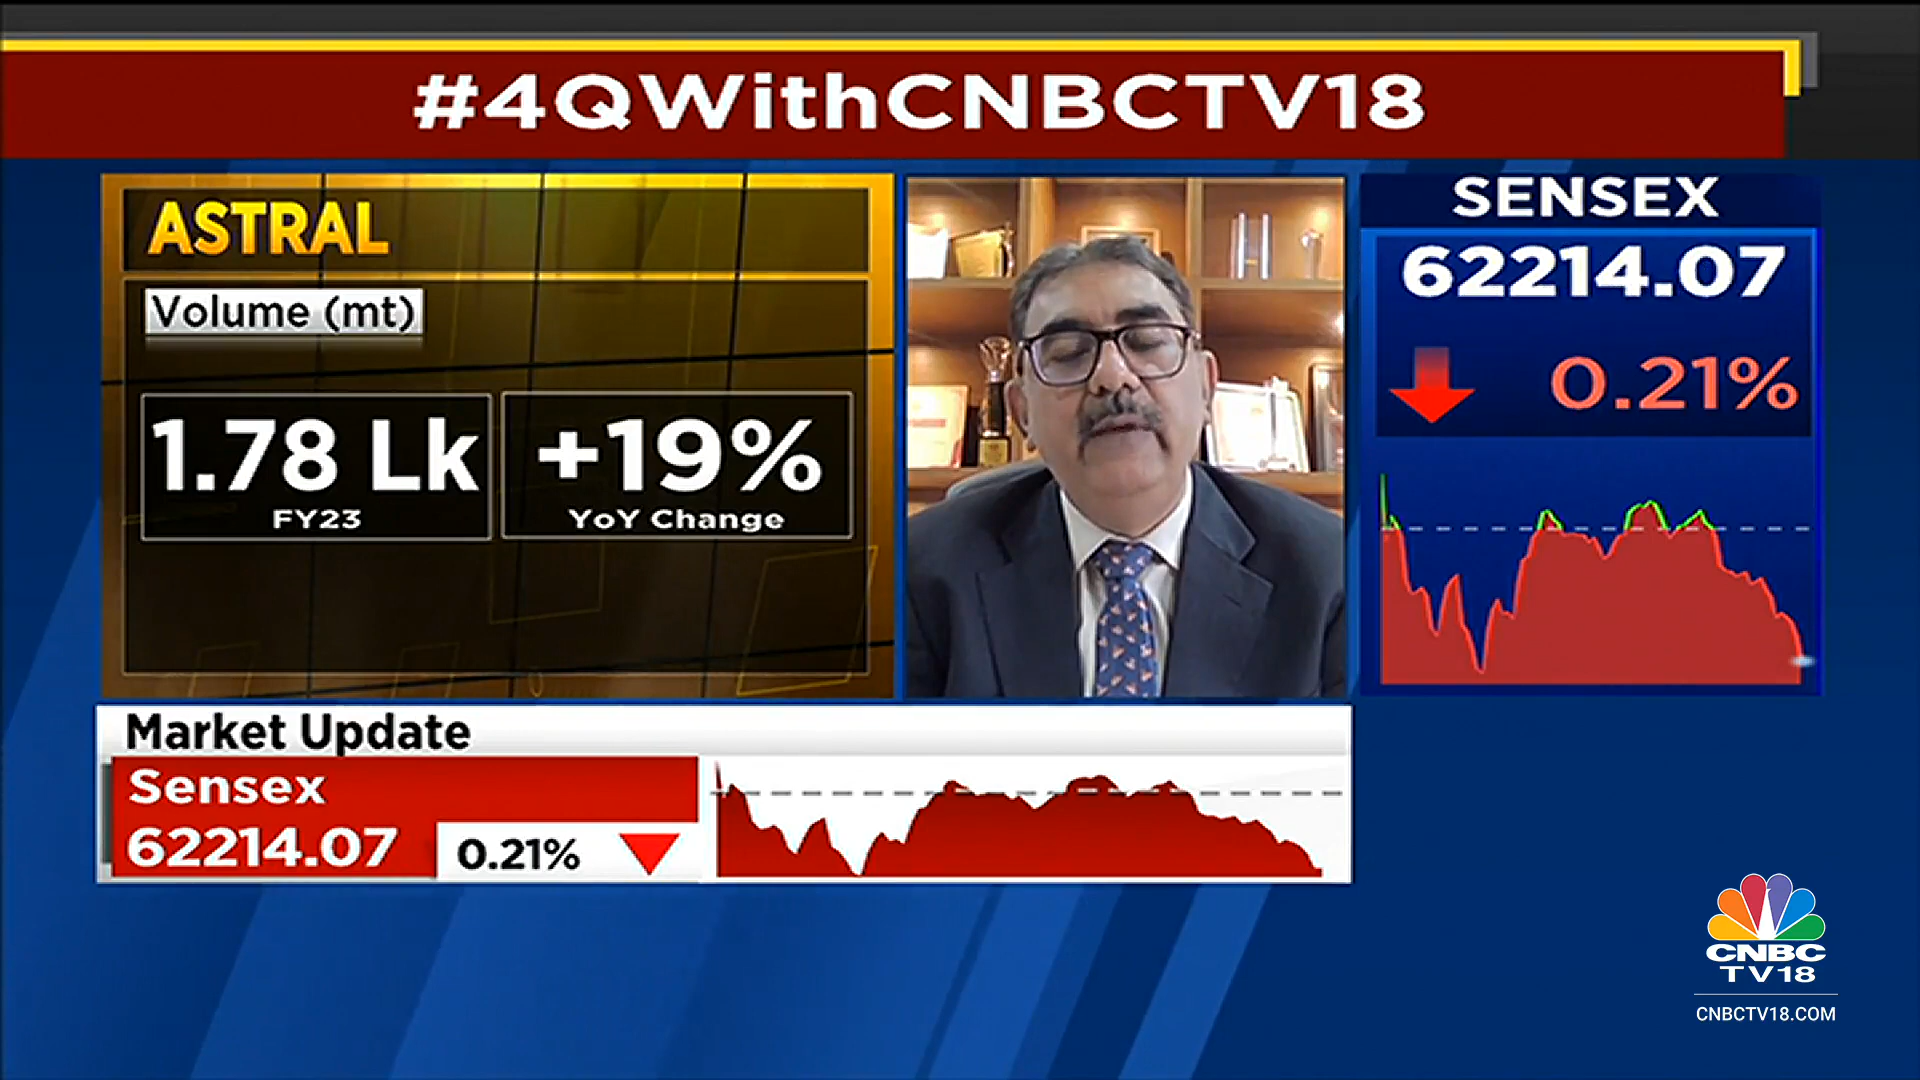 #4QWithCNBCTV18
ASTRAL
Volume (mt)
1.78 Lk
FY23
+19%
YoY Change
SENSEX
62214.07
0.21%
Market Update
Sensex
62214.07
0.21%
CNBC
TV18
CNBCTV18.COM